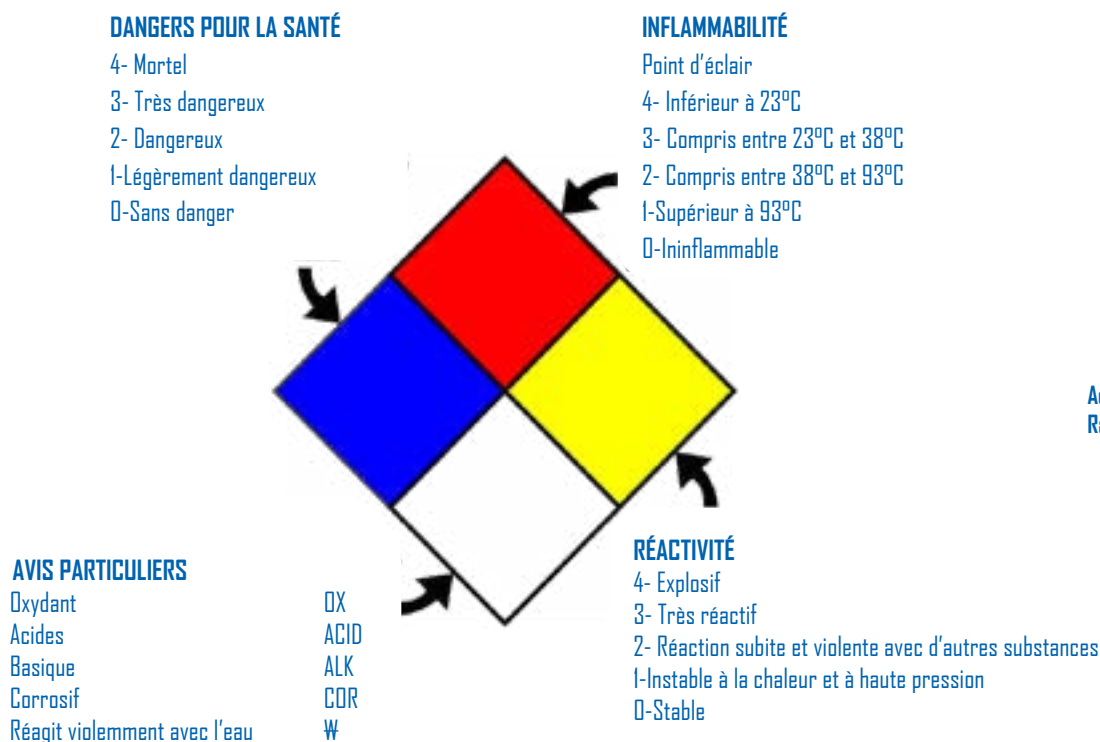 DANGERS POUR LA SANTÉ
4- Mortel
3- Très dangereux
2- Dangereux
1-Légèrement dangereux
0-Sans danger
INFLAMMABILITÉ
Point d'éclair
4- Inférieur à 23ºC
3- Compris entre 23ºC et 38ºC
2- Compris entre 38ºC et 93ºC
1-Supérieur à 93ºC
0-Ininflammable
AVIS PARTICULIERS
Oxydant OX
Acides ACID
Basique ALK
Corrosif COR
Réagit violemment avec l'eau W
RÉACTIVITÉ
4- Explosif
3- Très réactif
2- Réaction subite et violente avec d'autres substances
1-Instable à la chaleur et à haute pression
0-Stable